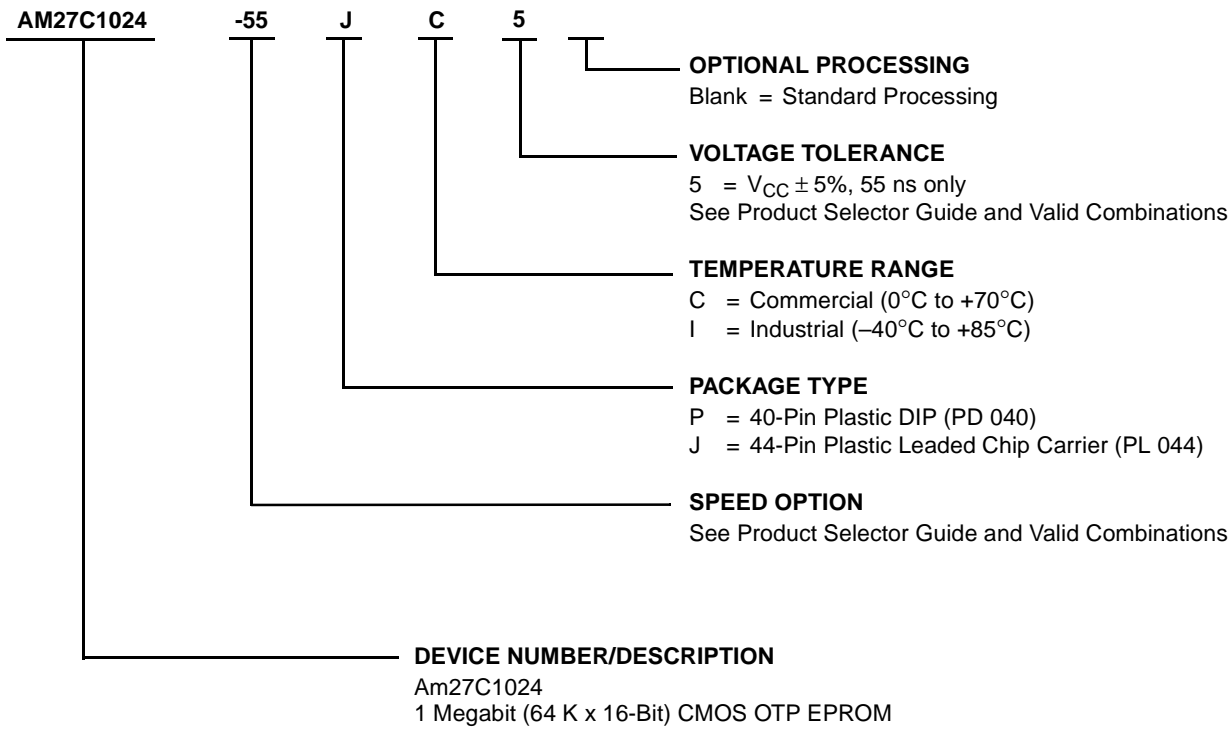 AM27C1024 -55 J C 5
OPTIONAL PROCESSING
Blank = Standard Processing
VOLTAGE TOLERANCE
5 = VCC ± 5%, 55 ns only
See Product Selector Guide and Valid Combinations
TEMPERATURE RANGE
C = Commercial (0°C to +70°C)
I = Industrial (–40°C to +85°C)
PACKAGE TYPE
P = 40-Pin Plastic DIP (PD 040)
J = 44-Pin Plastic Leaded Chip Carrier (PL 044)
SPEED OPTION
See Product Selector Guide and Valid Combinations
DEVICE NUMBER/DESCRIPTION
Am27C1024
1 Megabit (64 K x 16-Bit) CMOS OTP EPROM